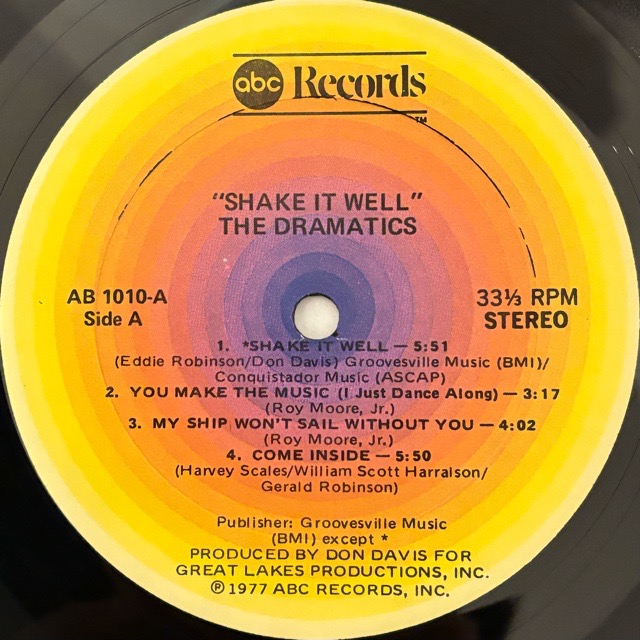 abc Records™
"SHAKE IT WELL"
THE DRAMATICS
AB 1010-A
Side A
33⅓ RPM
STEREO
1. *SHAKE IT WELL — 5:51
(Eddie Robinson/Don Davis) Groovesville Music (BMI)/
Conquistador Music (ASCAP)
2. YOU MAKE THE MUSIC (I Just Dance Along) — 3:17
(Roy Moore, Jr.)
3. MY SHIP WON'T SAIL WITHOUT YOU — 4:02
(Roy Moore, Jr.)
4. COME INSIDE — 5:50
(Harvey Scales/William Scott Harralson/
Gerald Robinson)
Publisher: Groovesville Music
(BMI) except *
PRODUCED BY DON DAVIS FOR
GREAT LAKES PRODUCTIONS, INC.
℗ 1977 ABC RECORDS, INC.